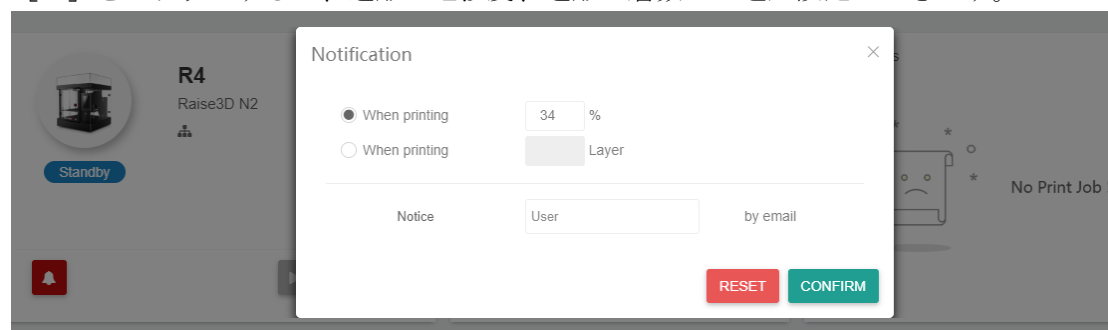 Notification
×
R4
Raise3D N2
Standby
When printing 34 %
When printing Layer
Notice User by email
RESET CONFIRM
No Print Job